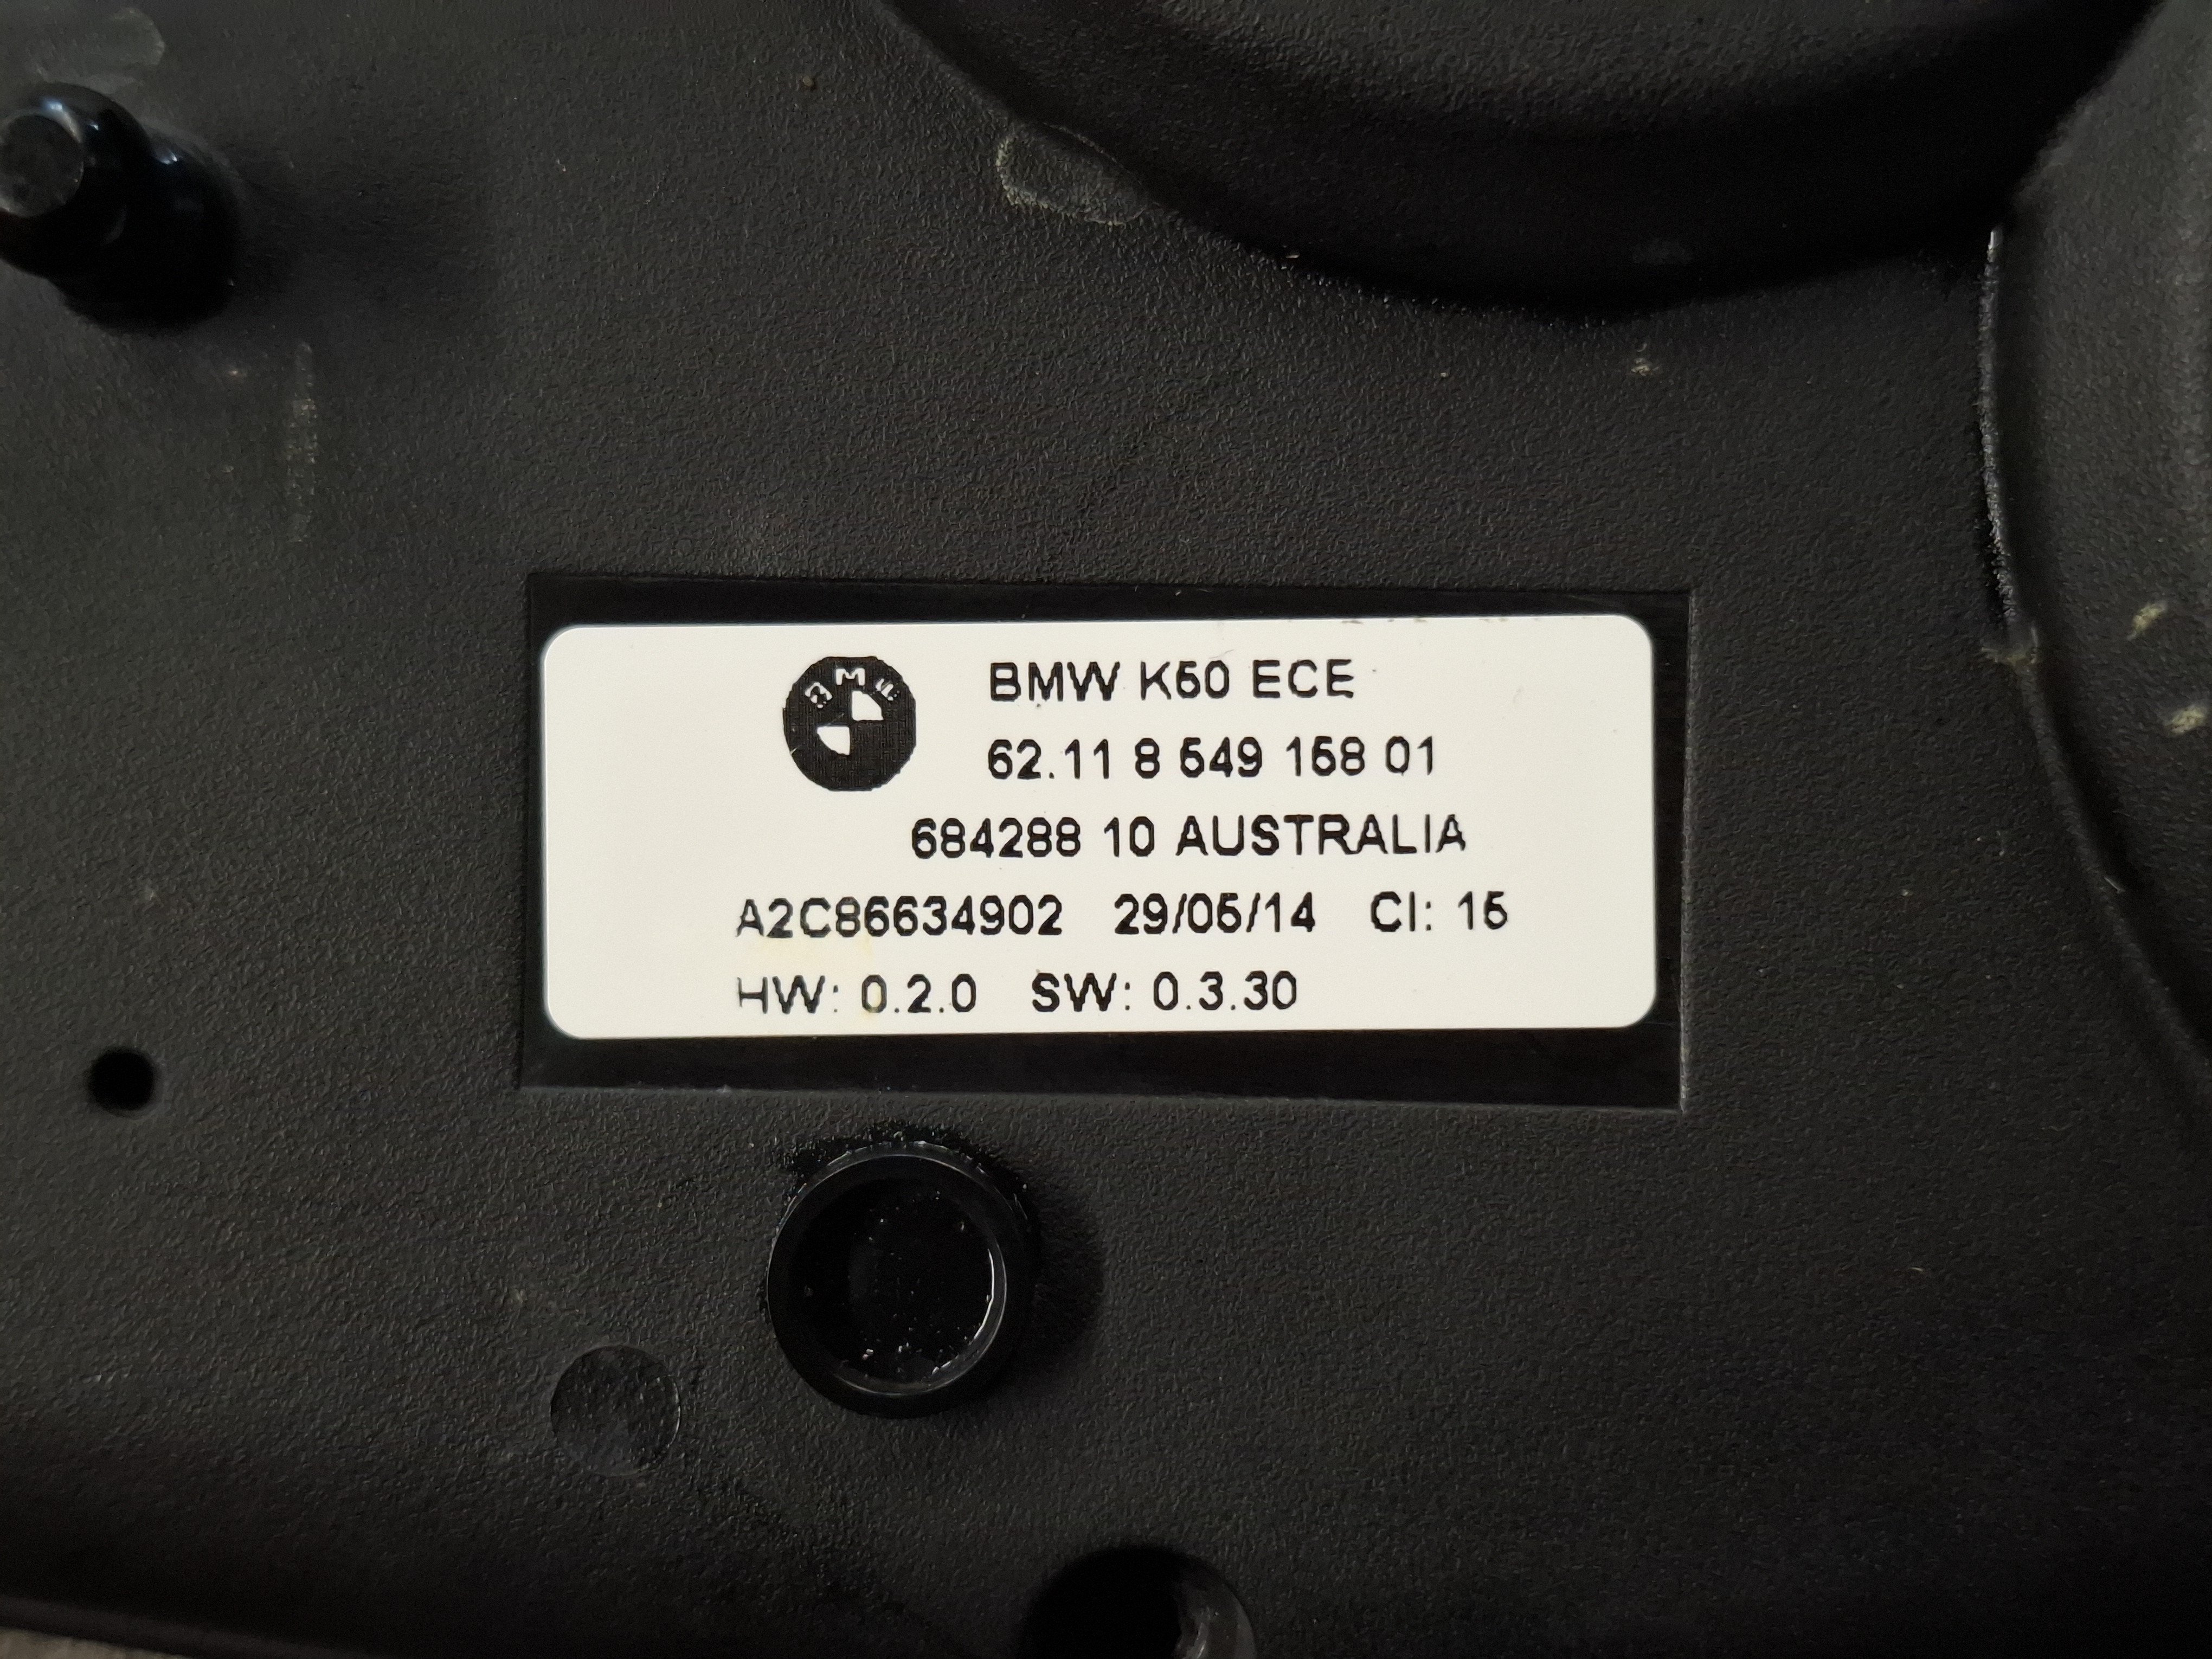 BMW
BMW K50 ECE
62.11 8 549 158 01
684288 10 AUSTRALIA
A2C86634902 29/05/14 CI: 15
HW: 0.2.0 SW: 0.3.30